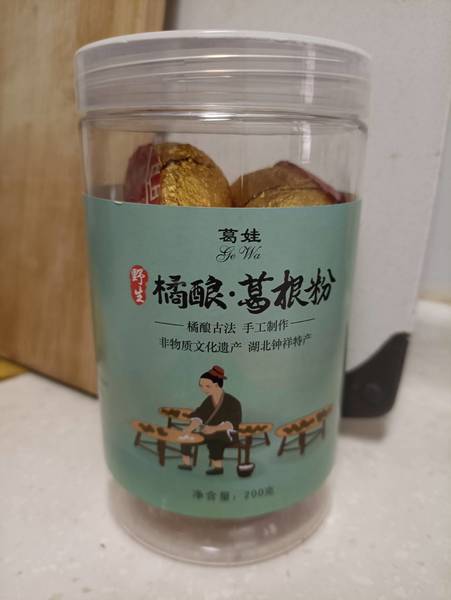 葛娃
Ge Wa
野生
橘酿·葛根粉
橘酿古法 手工制作
非物质文化遗产 湖北钟祥特产
净含量：200克